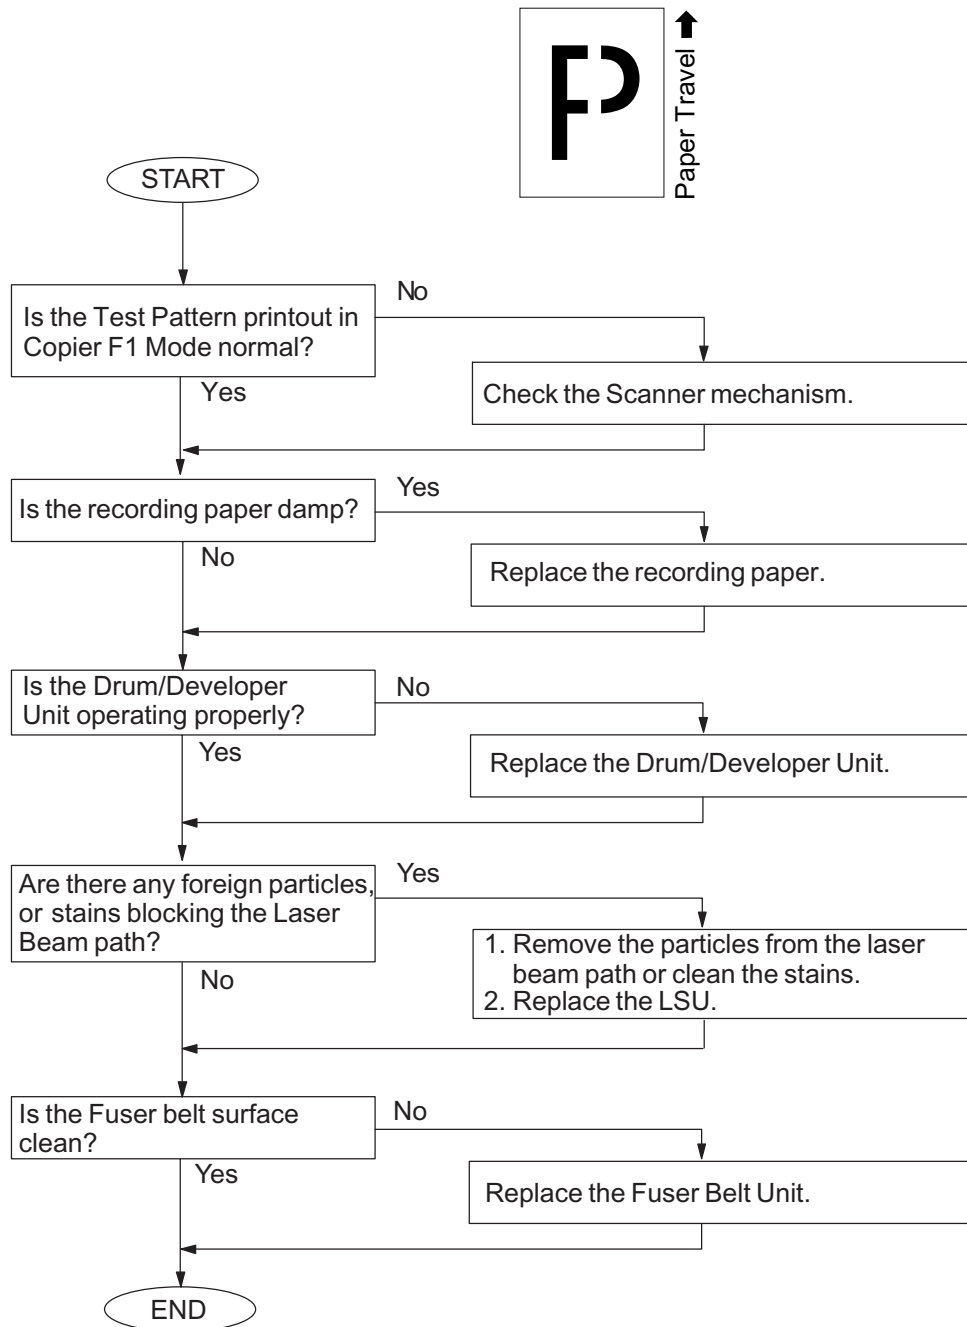 P
Paper Travel
START
Is the Test Pattern printout in
Copier F1 Mode normal?
No
Yes
Check the Scanner mechanism.
Is the recording paper damp?
Yes
No
Replace the recording paper.
Is the Drum/Developer
Unit operating properly?
No
Yes
Replace the Drum/Developer Unit.
Are there any foreign particles,
or stains blocking the Laser
Beam path?
Yes
No
1. Remove the particles from the laser
beam path or clean the stains.
2. Replace the LSU.
Is the Fuser belt surface
clean?
No
Yes
Replace the Fuser Belt Unit.
END